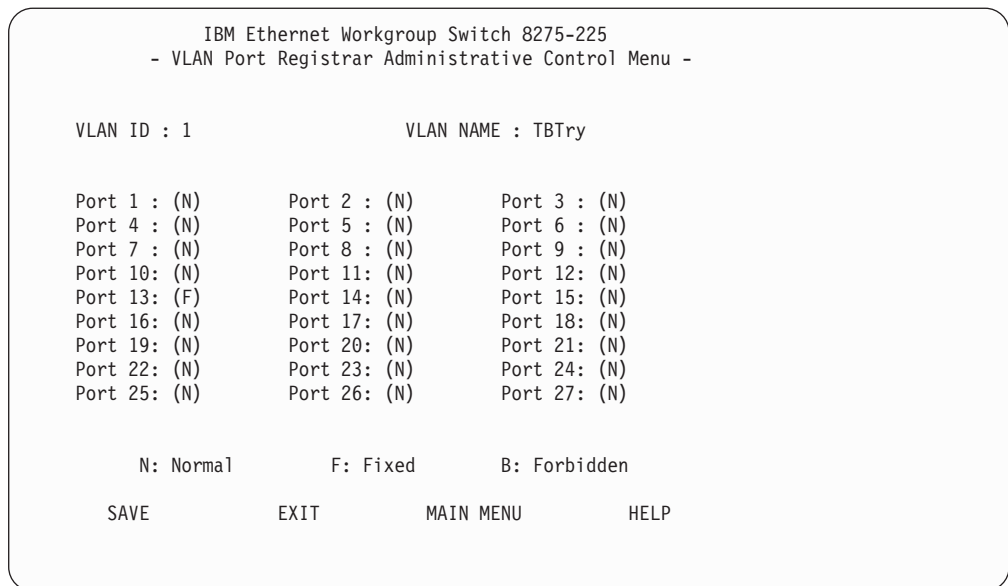 IBM Ethernet Workgroup Switch 8275-225
- VLAN Port Registrar Administrative Control Menu -
VLAN ID : 1 VLAN NAME : TBTry
Port 1 : (N) Port 2 : (N) Port 3 : (N)
Port 4 : (N) Port 5 : (N) Port 6 : (N)
Port 7 : (N) Port 8 : (N) Port 9 : (N)
Port 10: (N) Port 11: (N) Port 12: (N)
Port 13: (F) Port 14: (N) Port 15: (N)
Port 16: (N) Port 17: (N) Port 18: (N)
Port 19: (N) Port 20: (N) Port 21: (N)
Port 22: (N) Port 23: (N) Port 24: (N)
Port 25: (N) Port 26: (N) Port 27: (N)
N: Normal F: Fixed B: Forbidden
SAVE EXIT MAIN MENU HELP